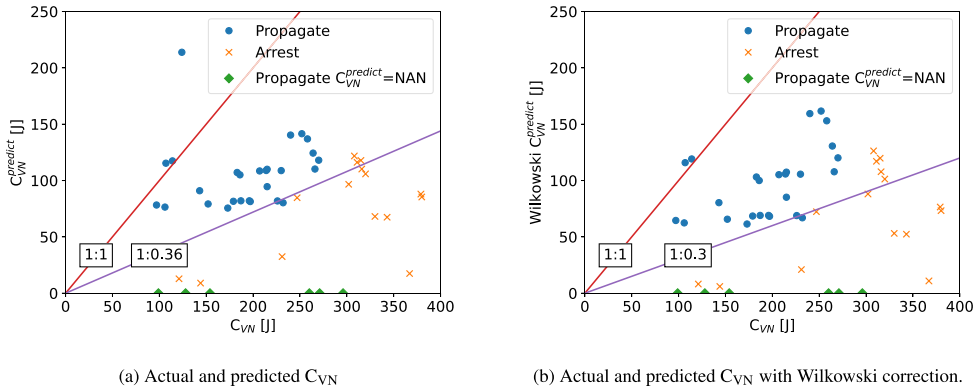 250
200
150
100
50
0
C_VN^predict [J]
Propagate
Arrest
Propagate C_VN^predict=NAN
1:1
1:0.36
0 50 100 150 200 250 300 350 400
C_VN [J]
(a) Actual and predicted C_VN
250
200
150
100
50
0
Wilkowski C_VN^predict [J]
Propagate
Arrest
Propagate C_VN^predict=NAN
1:1
1:0.3
0 50 100 150 200 250 300 350 400
C_VN [J]
(b) Actual and predicted C_VN with Wilkowski correction.